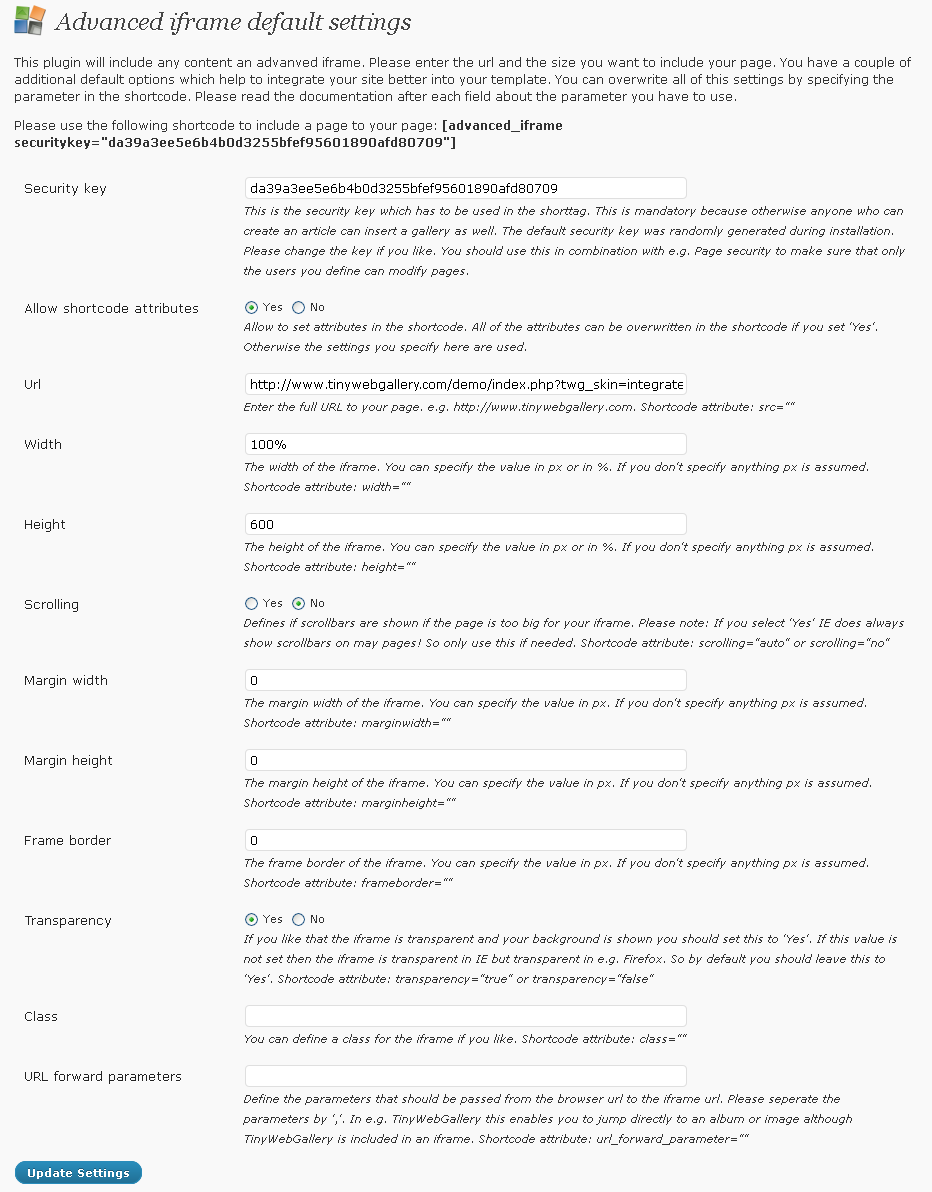 Advanced iframe default settings
This plugin will include any content an advanved iframe. Please enter the url and the size you want to include your page. You have a couple of
additional default options which help to integrate your site better into your template. You can overwrite all of this settings by specifying the
parameter in the shortcode. Please read the documentation after each field about the parameter you have to use.
Please use the following shortcode to include a page to your page: [advanced_iframe
securitykey="da39a3ee5e6b4b0d3255bfef95601890afd80709"]
Security key
da39a3ee5e6b4b0d3255bfef95601890afd80709
This is the security key which has to be used in the shorttag. This is mandatory because otherwise anyone who can
create an article can insert a gallery as well. The default security key was randomly generated during installation.
Please change the key if you like. You should use this in combination with e.g. Page security to make sure that only
the users you define can modify pages.
Allow shortcode attributes
Yes No
Allow to set attributes in the shortcode. All of the attributes can be overwritten in the shortcode if you set 'Yes'.
Otherwise the settings you specify here are used.
Url
http://www.tinywebgallery.com/demo/index.php?twg_skin=integrate
Enter the full URL to your page. e.g. http://www.tinywebgallery.com. Shortcode attribute: src=""
Width
100%
The width of the iframe. You can specify the value in px or in %. If you don't specify anything px is assumed.
Shortcode attribute: width=""
Height
600
The height of the iframe. You can specify the value in px or in %. If you don't specify anything px is assumed.
Shortcode attribute: height=""
Scrolling
Yes No
Defines if scrollbars are shown if the page is too big for your iframe. Please note: If you select 'Yes' IE does always
show scrollbars on may pages! So only use this if needed. Shortcode attribute: scrolling="auto" or scrolling="no"
Margin width
0
The margin width of the iframe. You can specify the value in px. If you don't specify anything px is assumed.
Shortcode attribute: marginwidth=""
Margin height
0
The margin height of the iframe. You can specify the value in px. If you don't specify anything px is assumed.
Shortcode attribute: marginheight=""
Frame border
0
The frame border of the iframe. You can specify the value in px. If you don't specify anything px is assumed.
Shortcode attribute: frameborder=""
Transparency
Yes No
If you like that the iframe is transparent and your background is shown you should set this to 'Yes'. If this value is
not set then the iframe is transparent in IE but transparent in e.g. Firefox. So by default you should leave this to
'Yes'. Shortcode attribute: transparency="true" or transparency="false"
Class
You can define a class for the iframe if you like. Shortcode attribute: class=""
URL forward parameters
Define the parameters that should be passed from the browser url to the iframe url. Please seperate the
parameters by ','. In e.g. TinyWebGallery this enables you to jump directly to an album or image although
TinyWebGallery is included in an iframe. Shortcode attribute: url_forward_parameter=""
Update Settings